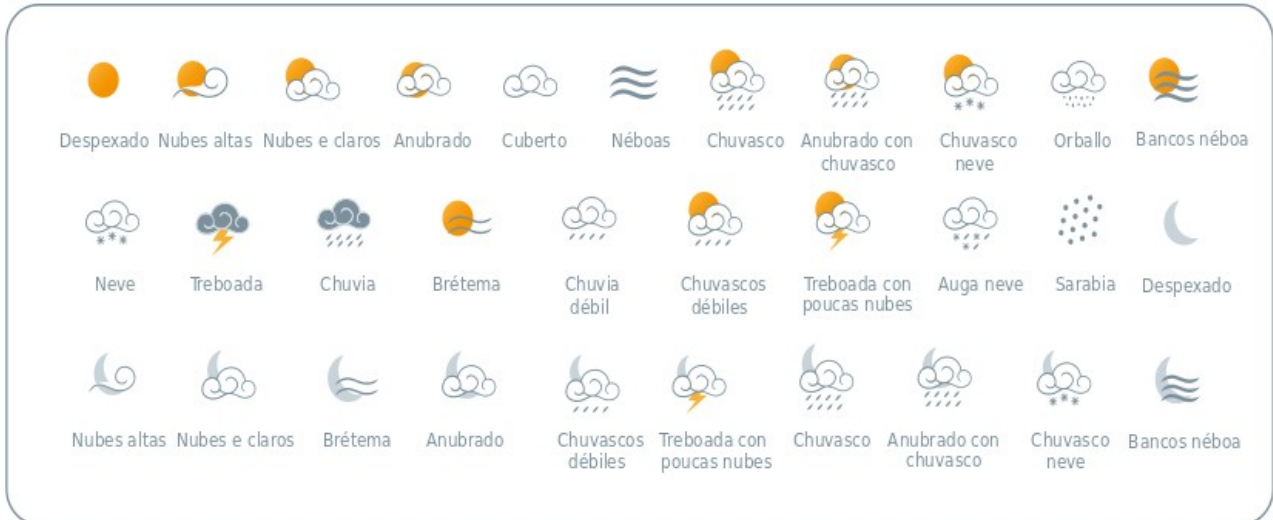 Despexado Nubes altas Nubes e claros Anubrado Cuberto Néboas Chuvasco Anubrado con chuvasco Chuvasco neve Orballo Bancos néboa
Neve Treboada Chuvia Brétema Chuvia débil Chuvascos débiles Treboada con poucas nubes Auga neve Sarabia Despexado
Nubes altas Nubes e claros Brétema Anubrado Chuvascos débiles Treboada con poucas nubes Chuvasco Anubrado con chuvasco Chuvasco neve Bancos néboa